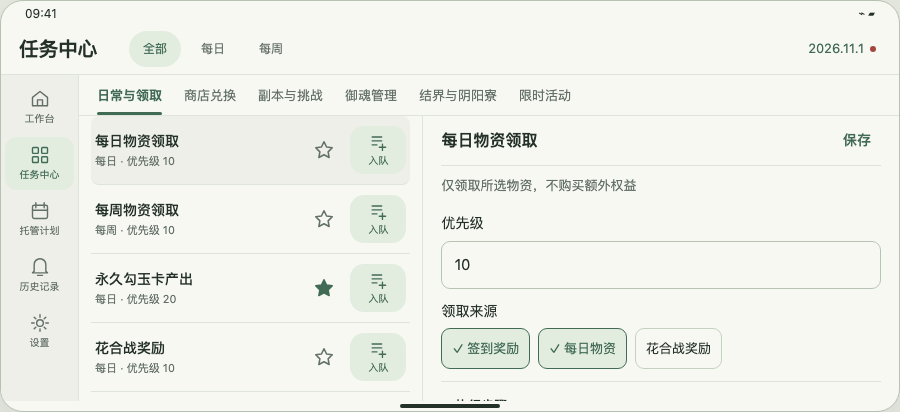 09:41
任务中心
全部
每日
每周
2026.11.1
工作台
任务中心
托管计划
历史记录
设置
日常与领取
商店兑换
副本与挑战
御魂管理
结界与阴阳寮
限时活动
每日物资领取
每日 · 优先级 10
入队
每周物资领取
每周 · 优先级 10
入队
永久勾玉卡产出
每日 · 优先级 20
入队
花合战奖励
每日 · 优先级 10
入队
每日物资领取
保存
仅领取所选物资，不购买额外权益
优先级
10
领取来源
✓ 签到奖励
✓ 每日物资
花合战奖励